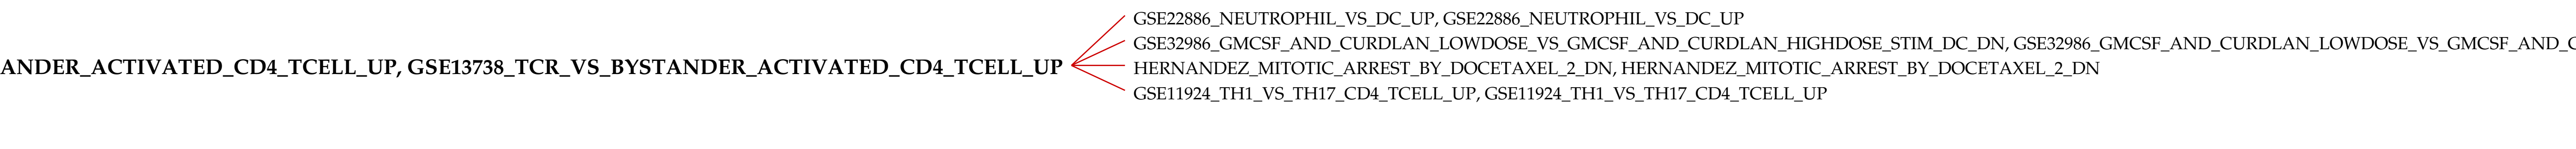 GSE22886_NEUTROPHIL_VS_DC_UP, GSE22886_NEUTROPHIL_VS_DC_UP
GSE32986_GMCSF_AND_CURDLAN_LOWDOSE_VS_GMCSF_AND_CURDLAN_HIGHDOSE_STIM_DC_DN, GSE32986_GMCSF_AND_CURDLAN_LOWDOSE_VS_GMCSF_AND_C
ANDER_ACTIVATED_CD4_TCELL_UP, GSE13738_TCR_VS_BYSTANDER_ACTIVATED_CD4_TCELL_UP
HERNANDEZ_MITOTIC_ARREST_BY_DOCETAXEL_2_DN, HERNANDEZ_MITOTIC_ARREST_BY_DOCETAXEL_2_DN
GSE11924_TH1_VS_TH17_CD4_TCELL_UP, GSE11924_TH1_VS_TH17_CD4_TCELL_UP